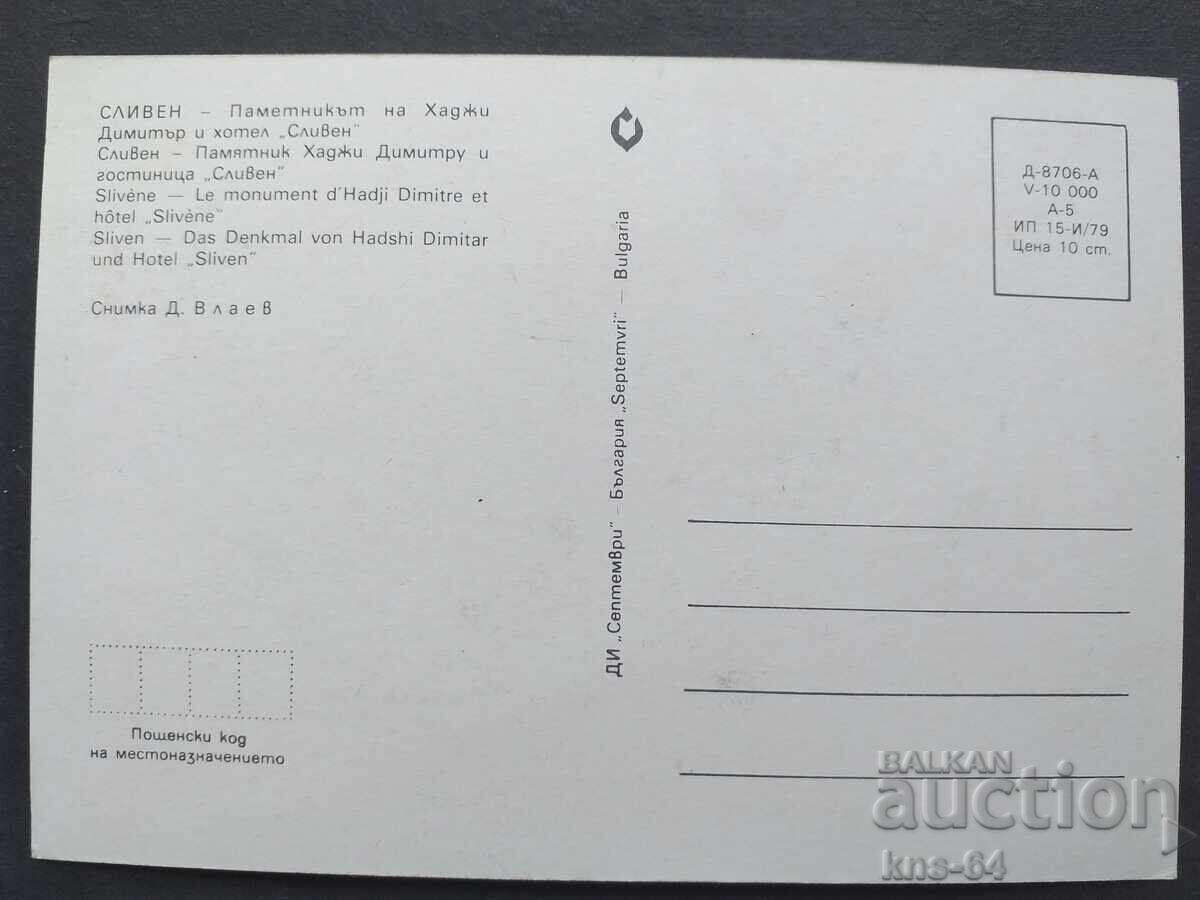 СЛИВЕН – Паметникът на Хаджи
Димитър и хотел „Сливен"
Сливен – Памятник Хаджи Димитру и
гостиница „Сливен"
Slivène — Le monument d'Hadji Dimitre et
hôtel „Slivène"
Sliven — Das Denkmal von Hadshi Dimitar
und Hotel „Sliven"
Снимка Д. Влаев
Пощенски код
на местоназначението
ДИ „Септември" – България „Septemvri" — Bulgaria
Д-8706-А
V-10 000
А-5
ИП 15-И/79
Цена 10 ст.
BALKAN
auction
kns-64